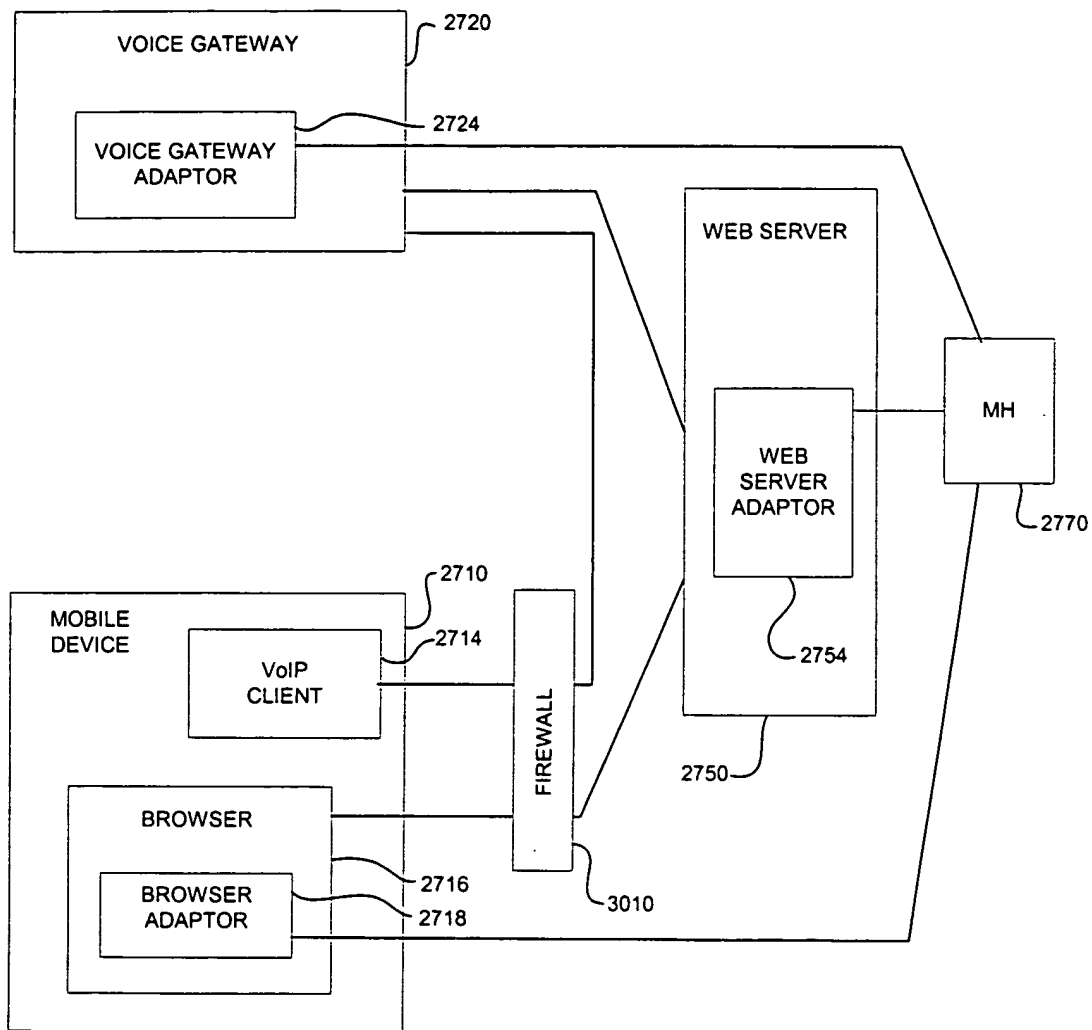 VOICE GATEWAY
2720
VOICE GATEWAY
ADAPTOR
2724
WEB SERVER
WEB
SERVER
ADAPTOR
2754
2750
MH
2770
MOBILE
DEVICE
2710
VoIP
CLIENT
2714
FIREWALL
3010
BROWSER
2716
BROWSER
ADAPTOR
2718